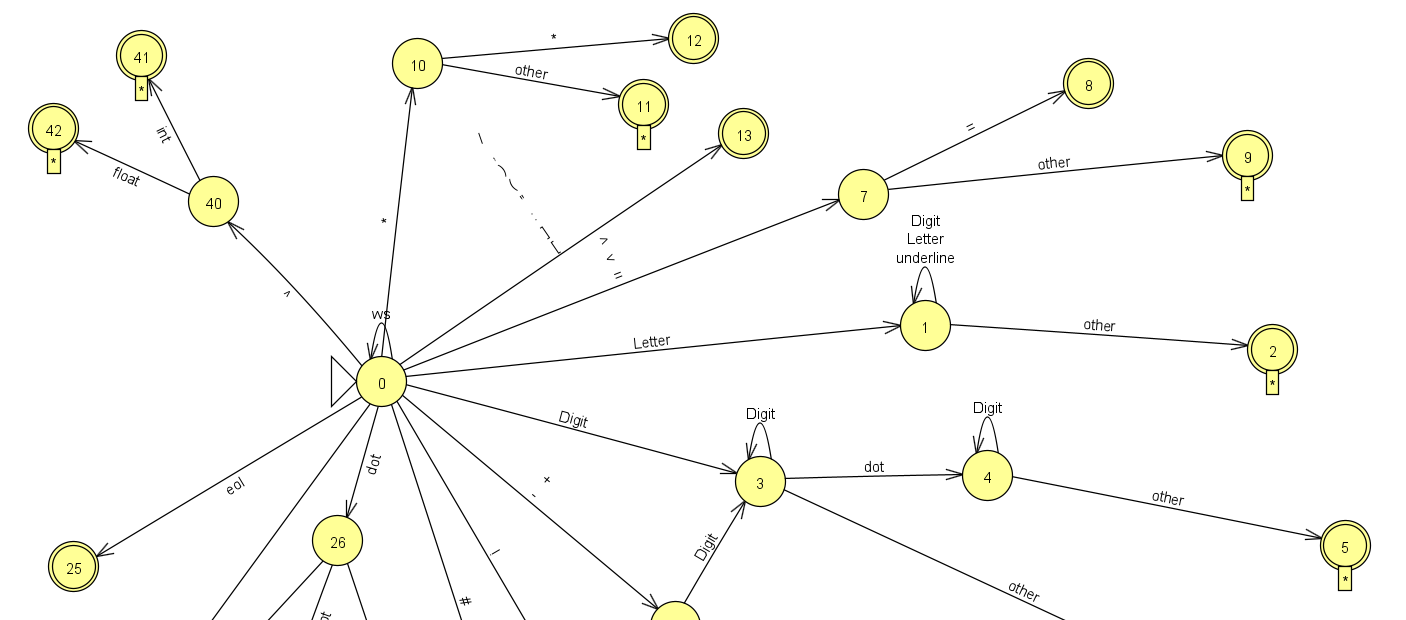 41
*
42
*
int
float
40
^
10
*
other
12
11
*
13
/
)
(
"
]
[
*
7
=
other
8
9
*
^
v
=
Digit
Letter
underline
1
Letter
other
2
*
ws
0
Digit
Digit
3
dot
Digit
4
other
5
*
eol
25
dot
26
+
-
Digit
#
other